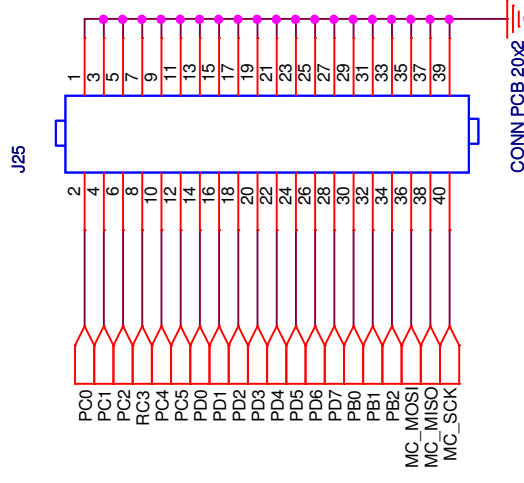 J25
CONN PCB 20x2
1
3
5
7
9
11
13
15
17
19
21
23
25
27
29
31
33
35
37
39
2
4
6
8
10
12
14
16
18
20
22
24
26
28
30
32
34
36
38
40
PC0
PC1
PC2
RC3
PC4
PC5
PD0
PD1
PD2
PD3
PD4
PD5
PD6
PD7
PB0
PB1
PB2
MC_MOSI
MC_MISO
MC_SCK